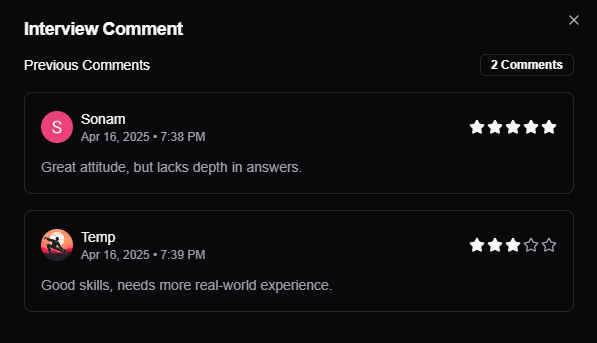 Interview Comment
Previous Comments
2 Comments
S
Sonam
Apr 16, 2025 • 7:38 PM
Great attitude, but lacks depth in answers.
Temp
Apr 16, 2025 • 7:39 PM
Good skills, needs more real-world experience.